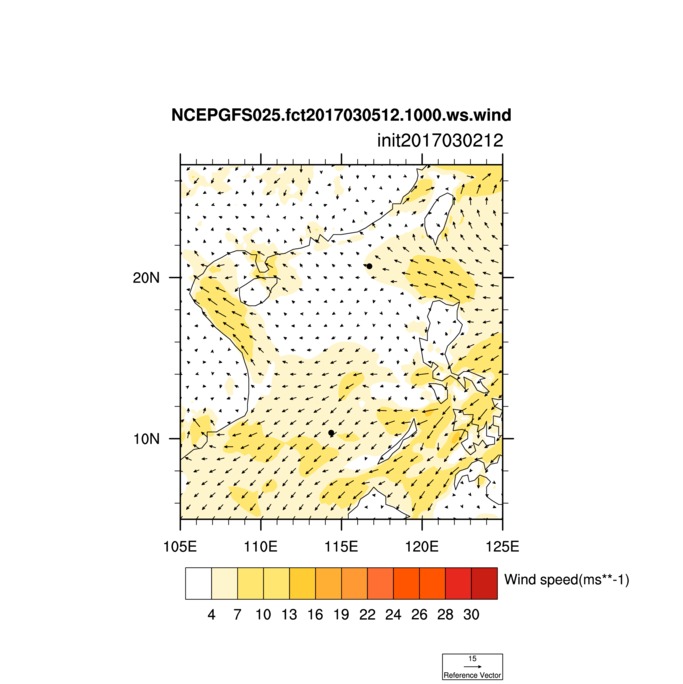 NCEPGFS025.fct2017030512.1000.ws.wind
init2017030212
20N
10N
105E 110E 115E 120E 125E
Wind speed(ms**-1)
4 7 10 13 16 19 22 24 26 28 30
15
Reference Vector